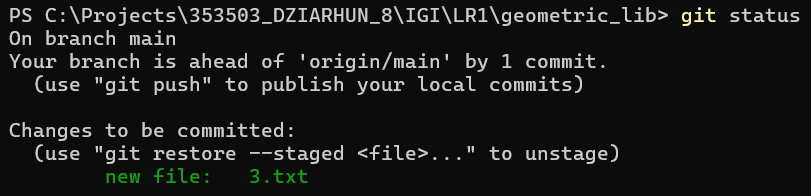 PS C:\Projects\353503_DZIARHUN_8\IGI\LR1\geometric_lib> git status
On branch main
Your branch is ahead of 'origin/main' by 1 commit.
  (use "git push" to publish your local commits)

Changes to be committed:
  (use "git restore --staged <file>..." to unstage)
        new file:   3.txt